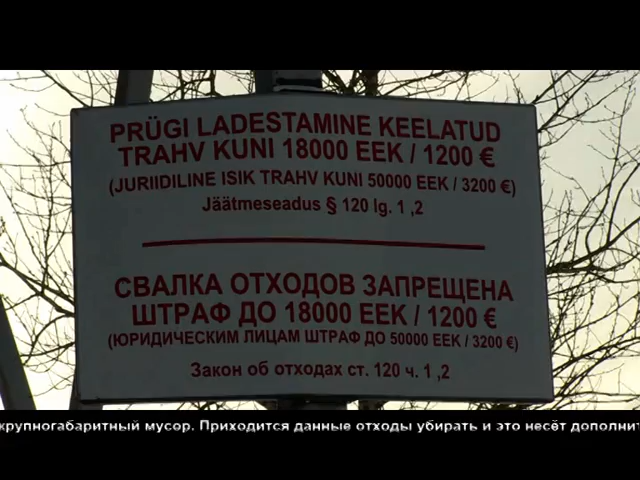 PRÜGI LADESTAMINE KEELATUD
TRAHV KUNI 18000 EEK / 1200 €
(JURIIDILINE ISIK TRAHV KUNI 50000 EEK / 3200 €)
Jäätmeseadus § 120 lg. 1 ,2
СВАЛКА ОТХОДОВ ЗАПРЕЩЕНА
ШТРАФ ДО 18000 EEK / 1200 €
(ЮРИДИЧЕСКИМ ЛИЦАМ ШТРАФ ДО 50000 EEK / 3200 €)
Закон об отходах ст. 120 ч. 1 ,2
крупногабаритный мусор. Приходится данные отходы убирать и это несёт